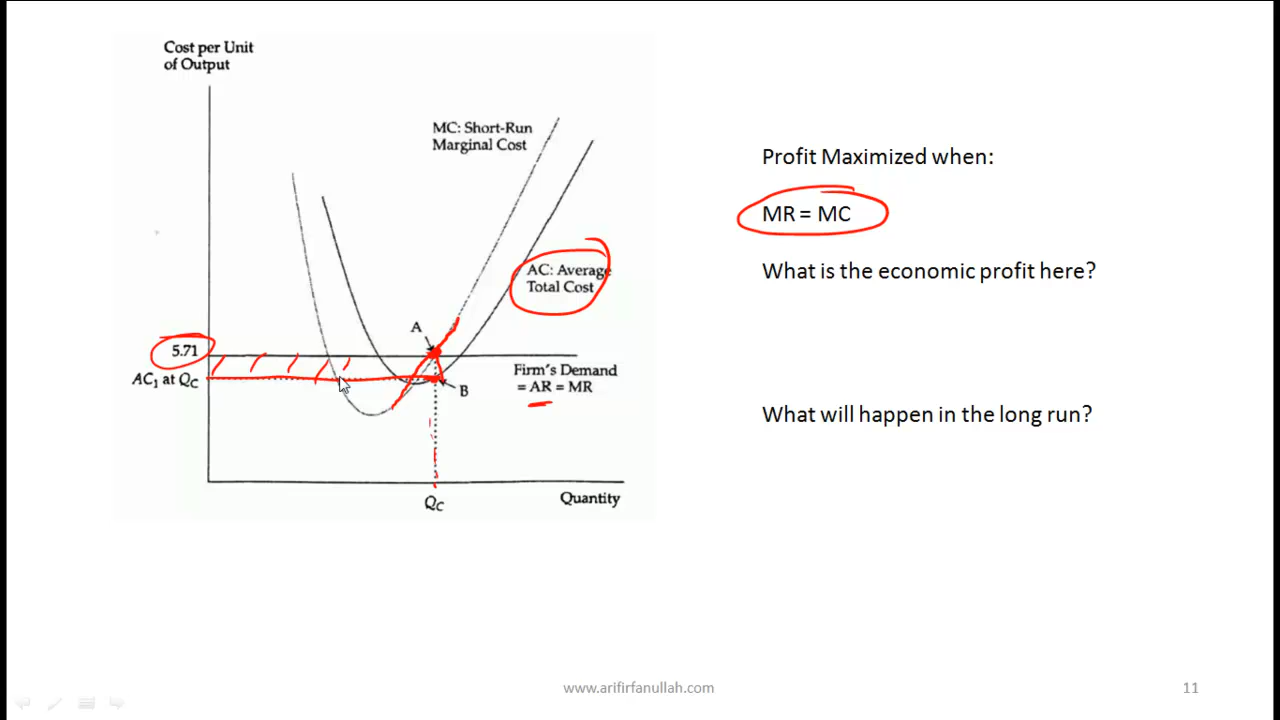 Cost per Unit
of Output
MC: Short-Run
Marginal Cost
AC: Average
Total Cost
A
5.71
AC₁ at Qc
Firm's Demand
= AR = MR
B
Qc
Quantity
Profit Maximized when:
MR = MC
What is the economic profit here?
What will happen in the long run?
www.arifirfanullah.com
11